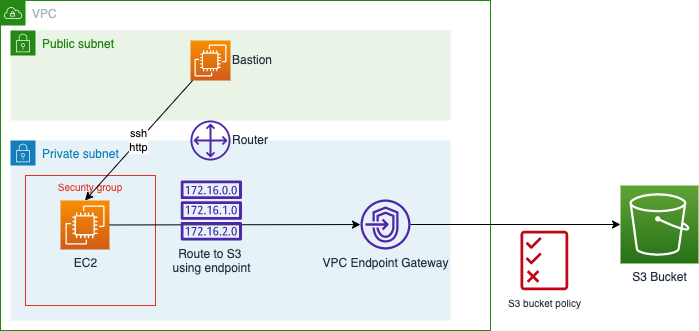 VPC
Public subnet
Bastion
ssh
http
Router
Private subnet
Security group
172.16.0.0
172.16.1.0
172.16.2.0
EC2
Route to S3
using endpoint
VPC Endpoint Gateway
S3 Bucket
S3 bucket policy